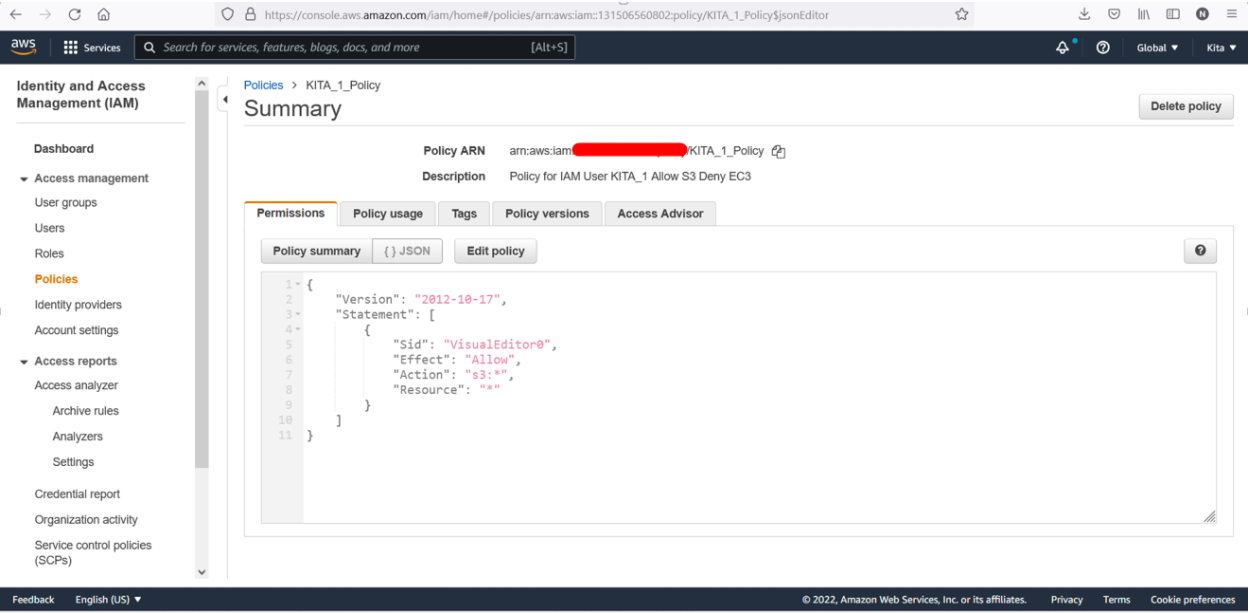 https://console.aws.amazon.com/iam/home#/policies/arn:aws:iam::131506560802:policy/KITA_1_Policy$jsonEditor
N
aws Services Search for services, features, blogs, docs, and more [Alt+S] Global Kita
Identity and Access
Management (IAM)
Dashboard
Access management
User groups
Users
Roles
Policies
Identity providers
Account settings
Access reports
Access analyzer
Archive rules
Analyzers
Settings
Credential report
Organization activity
Service control policies
(SCPs)
Policies > KITA_1_Policy
Summary
Delete policy
Policy ARN arn:aws:iam: /KITA_1_Policy
Description Policy for IAM User KITA_1 Allow S3 Deny EC3
Permissions Policy usage Tags Policy versions Access Advisor
Policy summary { } JSON Edit policy
1 {
2 "Version": "2012-10-17",
3 "Statement": [
4 {
5 "Sid": "VisualEditor0",
6 "Effect": "Allow",
7 "Action": "s3:*",
8 "Resource": "*"
9 }
10 ]
11 }
Feedback English (US) © 2022, Amazon Web Services, Inc. or its affiliates. Privacy Terms Cookie preferences